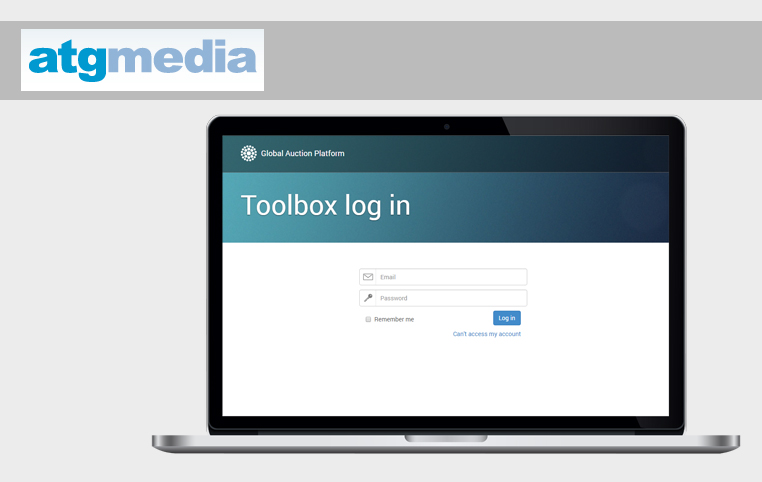 atgmedia
Global Auction Platform
Toolbox log in
Email
Password
Remember me
Log in
Can't access my account